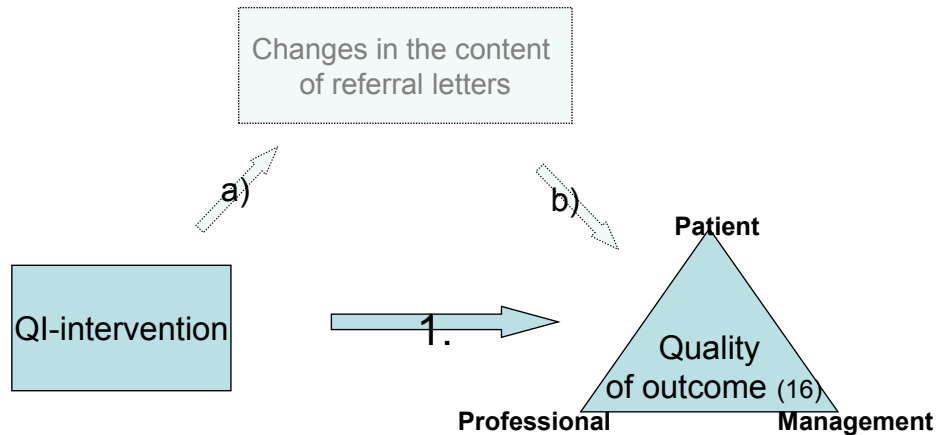 Changes in the content
of referral letters
a)
b)
Patient
QI-intervention
1.
Quality
of outcome (16)
Professional
Management